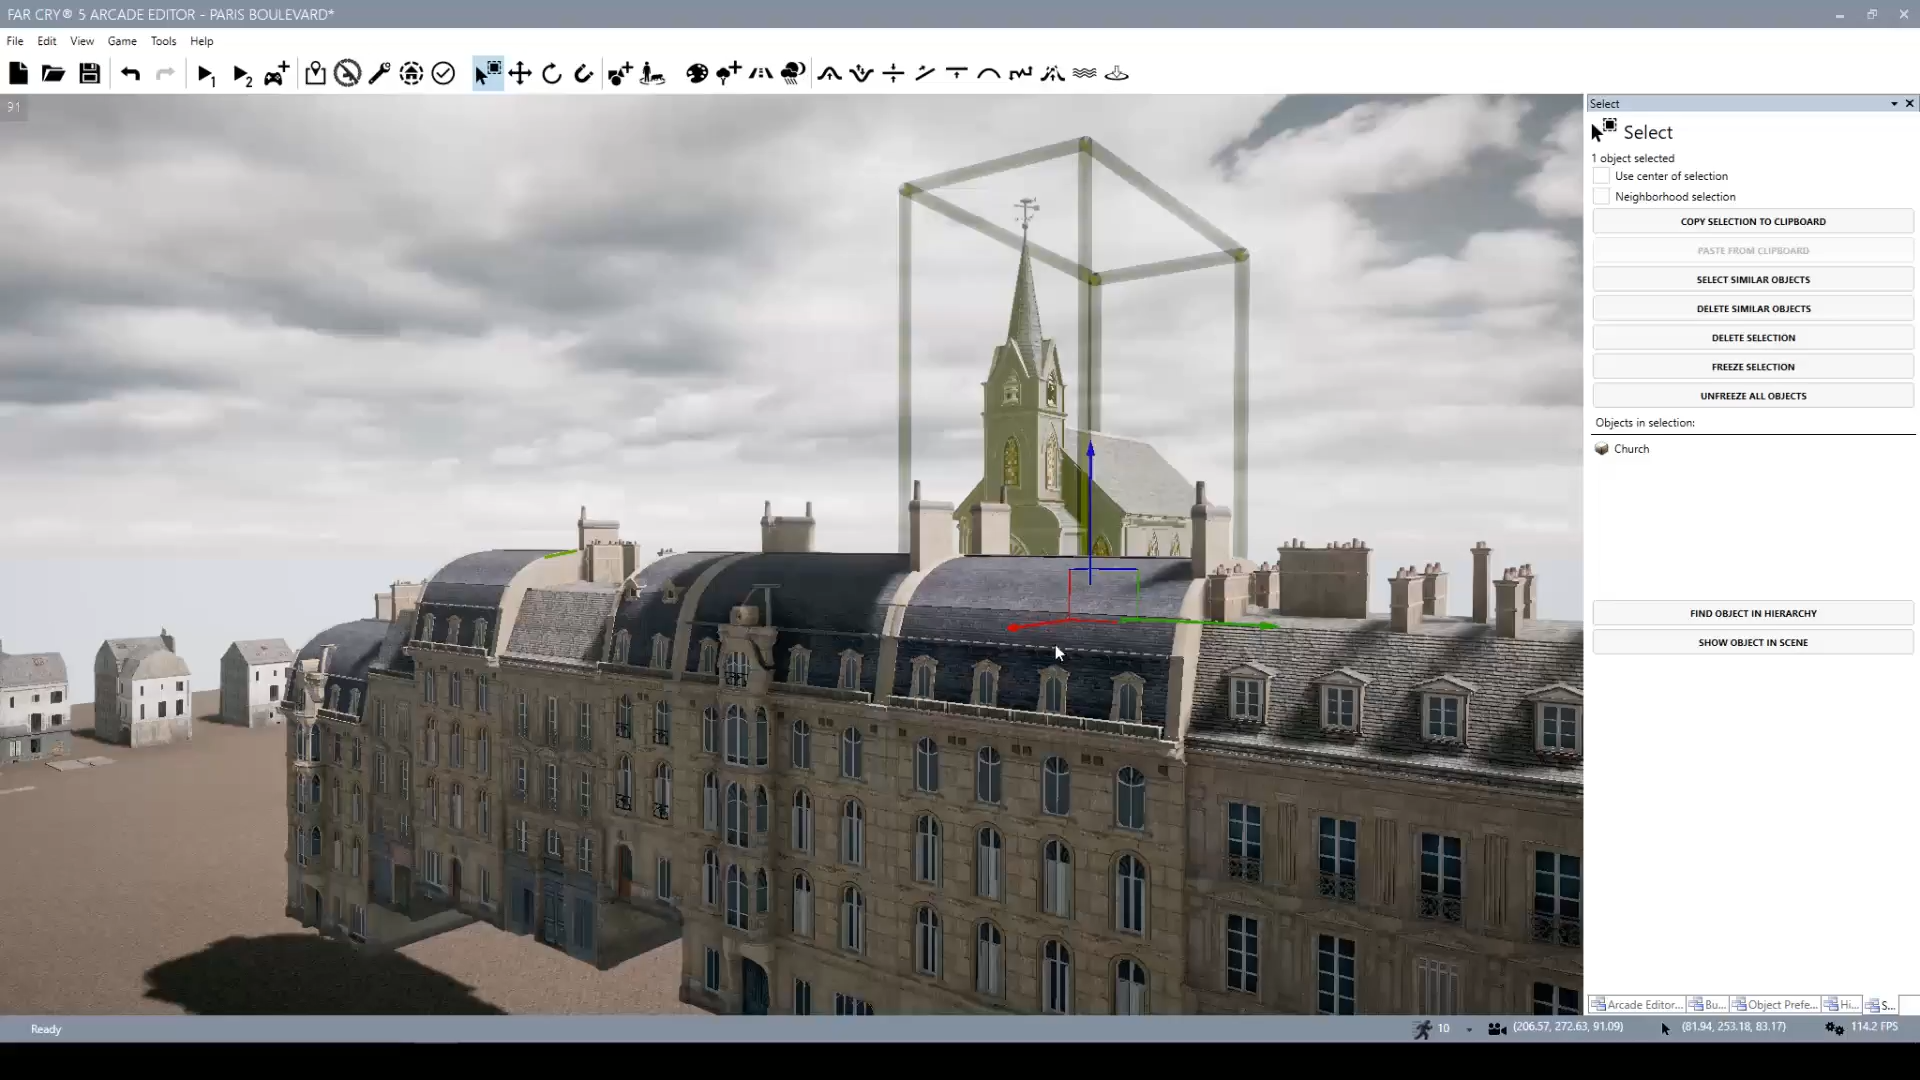 FAR CRY® 5 ARCADE EDITOR - PARIS BOULEVARD*
File Edit View Game Tools Help
1 2
91
Select
Select
1 object selected
Use center of selection
Neighborhood selection
COPY SELECTION TO CLIPBOARD
PASTE FROM CLIPBOARD
SELECT SIMILAR OBJECTS
DELETE SIMILAR OBJECTS
DELETE SELECTION
FREEZE SELECTION
UNFREEZE ALL OBJECTS
Objects in selection:
Church
FIND OBJECT IN HIERARCHY
SHOW OBJECT IN SCENE
Arcade Editor... Bu... Object Prefe... Hi... S...
Ready 10 (206.57, 272.63, 91.09) (81.94, 253.18, 83.17) 114.2 FPS